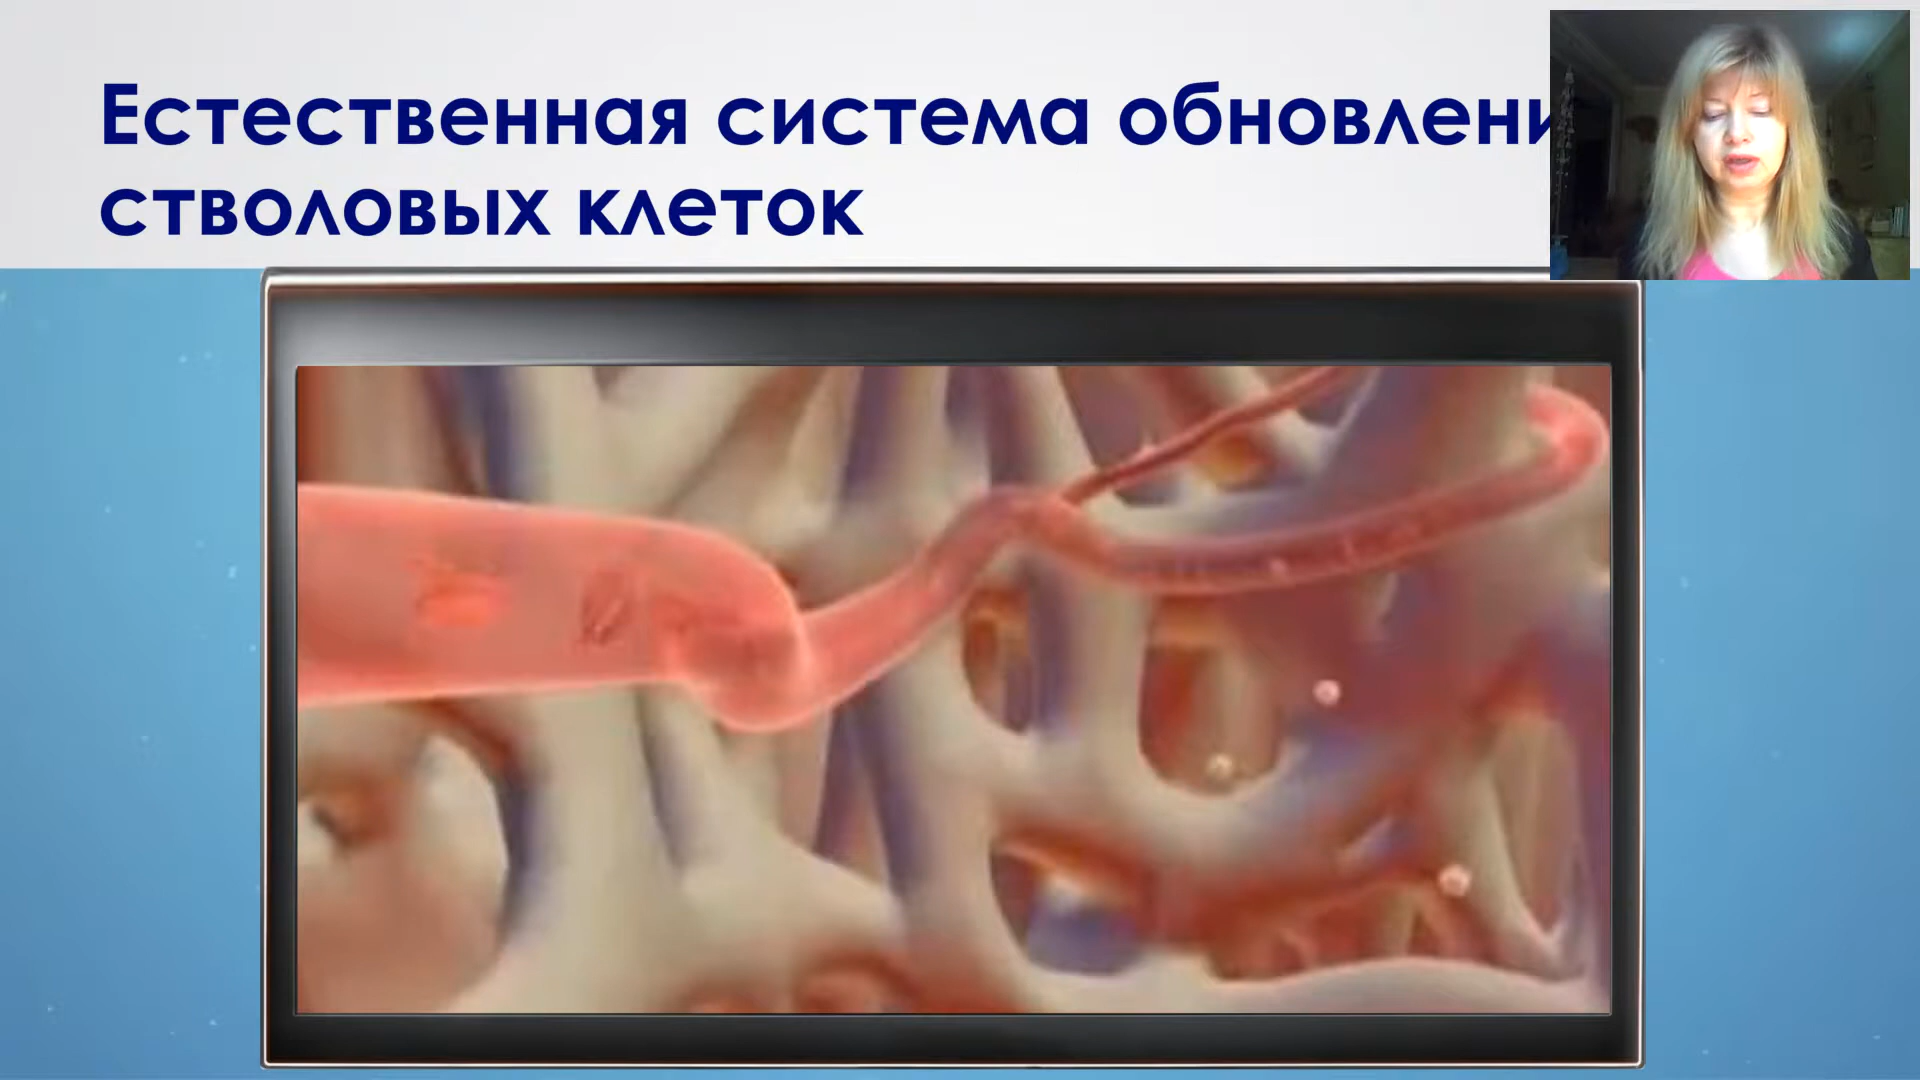 Естественная система обновлени
стволовых клеток